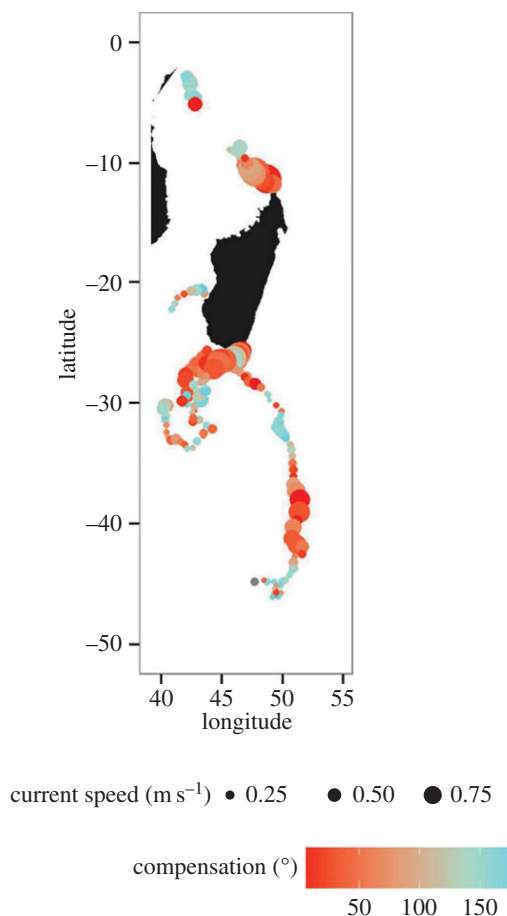 0
–10
–20
–30
–40
–50
latitude
40 45 50 55
longitude
current speed (m s–1) 0.25 0.50 0.75
compensation (°)
50 100 150